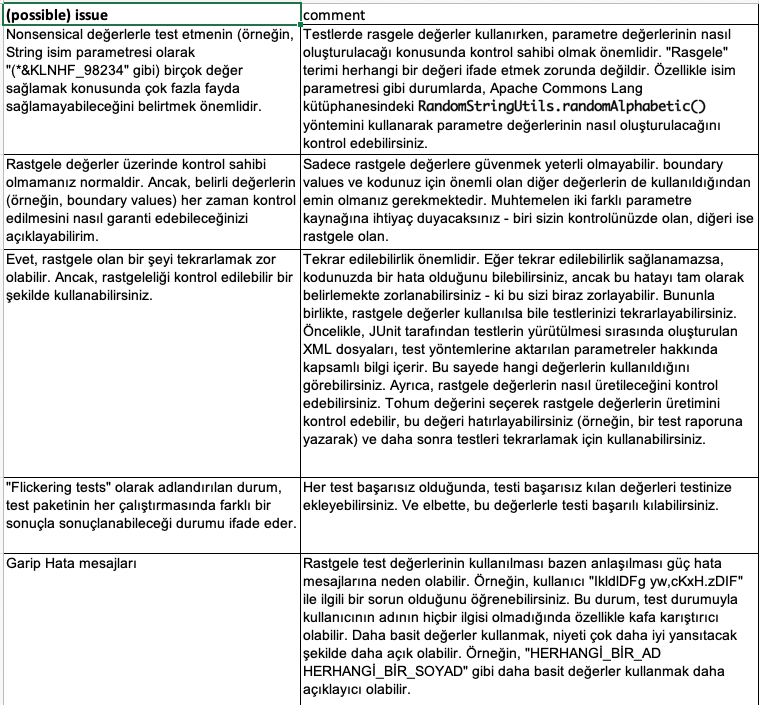 (possible) issue
comment
Nonsensical değerlerle test etmenin (örneğin,
String isim parametresi olarak
"(*&KLNHF_98234" gibi) birçok değer
sağlamak konusunda çok fazla fayda
sağlamayabileceğini belirtmek önemlidir.
Testlerde rasgele değerler kullanırken, parametre değerlerinin nasıl
oluşturulacağı konusunda kontrol sahibi olmak önemlidir. "Rasgele"
terimi herhangi bir değeri ifade etmek zorunda değildir. Özellikle isim
parametresi gibi durumlarda, Apache Commons Lang
kütüphanesindeki RandomStringUtils.randomAlphabetic()
yöntemini kullanarak parametre değerlerinin nasıl oluşturulacağını
kontrol edebilirsiniz.
Rastgele değerler üzerinde kontrol sahibi
olmamanız normaldir. Ancak, belirli değerlerin
(örneğin, boundary values) her zaman kontrol
edilmesini nasıl garanti edebileceğinizi
açıklayabilirim.
Sadece rastgele değerlere güvenmek yeterli olmayabilir. boundary
values ve kodunuz için önemli olan diğer değerlerin de kullanıldığından
emin olmanız gerekmektedir. Muhtemelen iki farklı parametre
kaynağına ihtiyaç duyacaksınız - biri sizin kontrolünüzde olan, diğeri ise
rastgele olan.
Evet, rastgele olan bir şeyi tekrarlamak zor
olabilir. Ancak, rastgeleliği kontrol edilebilir bir
şekilde kullanabilirsiniz.
Tekrar edilebilirlik önemlidir. Eğer tekrar edilebilirlik sağlanamazsa,
kodunuzda bir hata olduğunu bilebilirsiniz, ancak bu hatayı tam olarak
belirlemekte zorlanabilirsiniz - ki bu sizi biraz zorlayabilir. Bununla
birlikte, rastgele değerler kullanılsa bile testlerinizi tekrarlayabilirsiniz.
Öncelikle, JUnit tarafından testlerin yürütülmesi sırasında oluşturulan
XML dosyaları, test yöntemlerine aktarılan parametreler hakkında
kapsamlı bilgi içerir. Bu sayede hangi değerlerin kullanıldığını
görebilirsiniz. Ayrıca, rastgele değerlerin nasıl üretileceğini kontrol
edebilirsiniz. Tohum değerini seçerek rastgele değerlerin üretimini
kontrol edebilir, bu değeri hatırlayabilirsiniz (örneğin, bir test raporuna
yazarak) ve daha sonra testleri tekrarlamak için kullanabilirsiniz.
"Flickering tests" olarak adlandırılan durum,
test paketinin her çalıştırmasında farklı bir
sonuçla sonuçlanabileceği durumu ifade eder.
Her test başarısız olduğunda, testi başarısız kılan değerleri testinize
ekleyebilirsiniz. Ve elbette, bu değerlerle testi başarılı kılabilirsiniz.
Garip Hata mesajları
Rastgele test değerlerinin kullanılması bazen anlaşılması güç hata
mesajlarına neden olabilir. Örneğin, kullanıcı "IkldlDFg yw,cKxH.zDIF"
ile ilgili bir sorun olduğunu öğrenebilirsiniz. Bu durum, test durumuyla
kullanıcının adının hiçbir ilgisi olmadığında özellikle kafa karıştırıcı
olabilir. Daha basit değerler kullanmak, niyeti çok daha iyi yansıtacak
şekilde daha açık olabilir. Örneğin, "HERHANGİ_BİR_AD
HERHANGİ_BİR_SOYAD" gibi daha basit değerler kullanmak daha
açıklayıcı olabilir.